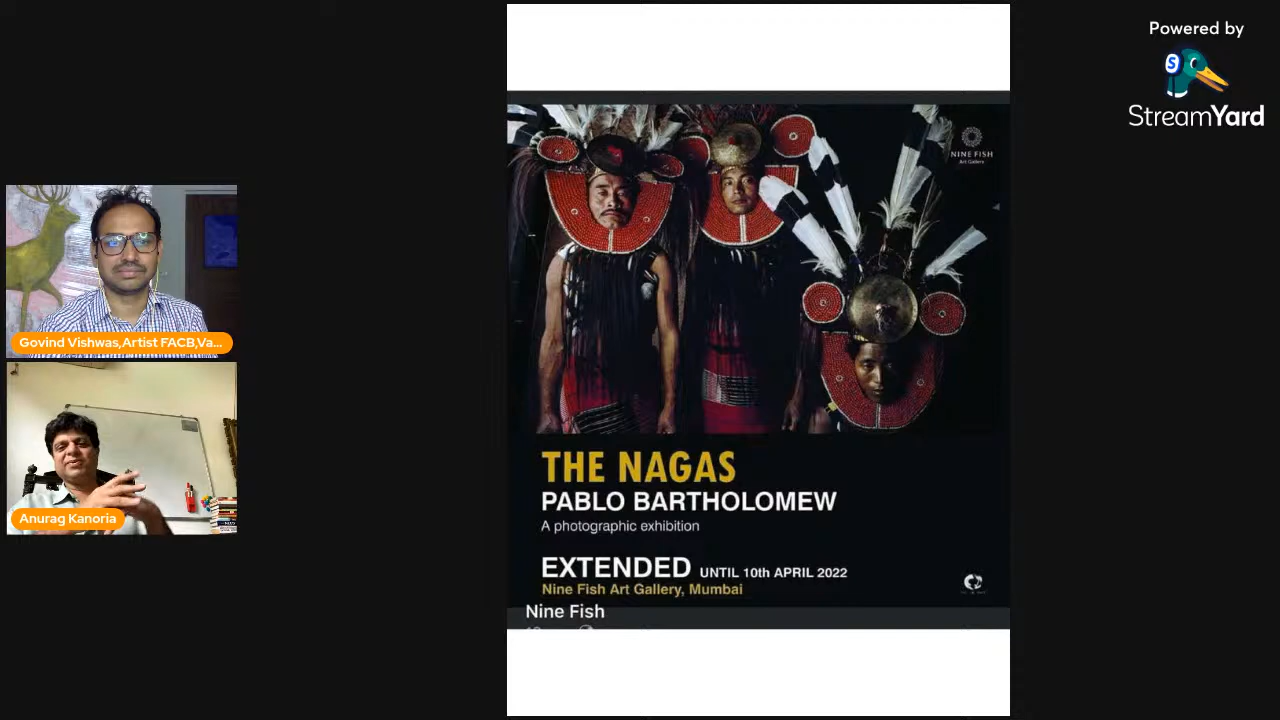 Powered by
StreamYard
NINE FISH
Art Gallery
Govind Vishwas,Artist FACB,Va...
Anurag Kanoria
THE NAGAS
PABLO BARTHOLOMEW
A photographic exhibition
EXTENDED UNTIL 10th APRIL 2022
Nine Fish Art Gallery, Mumbai
Nine Fish